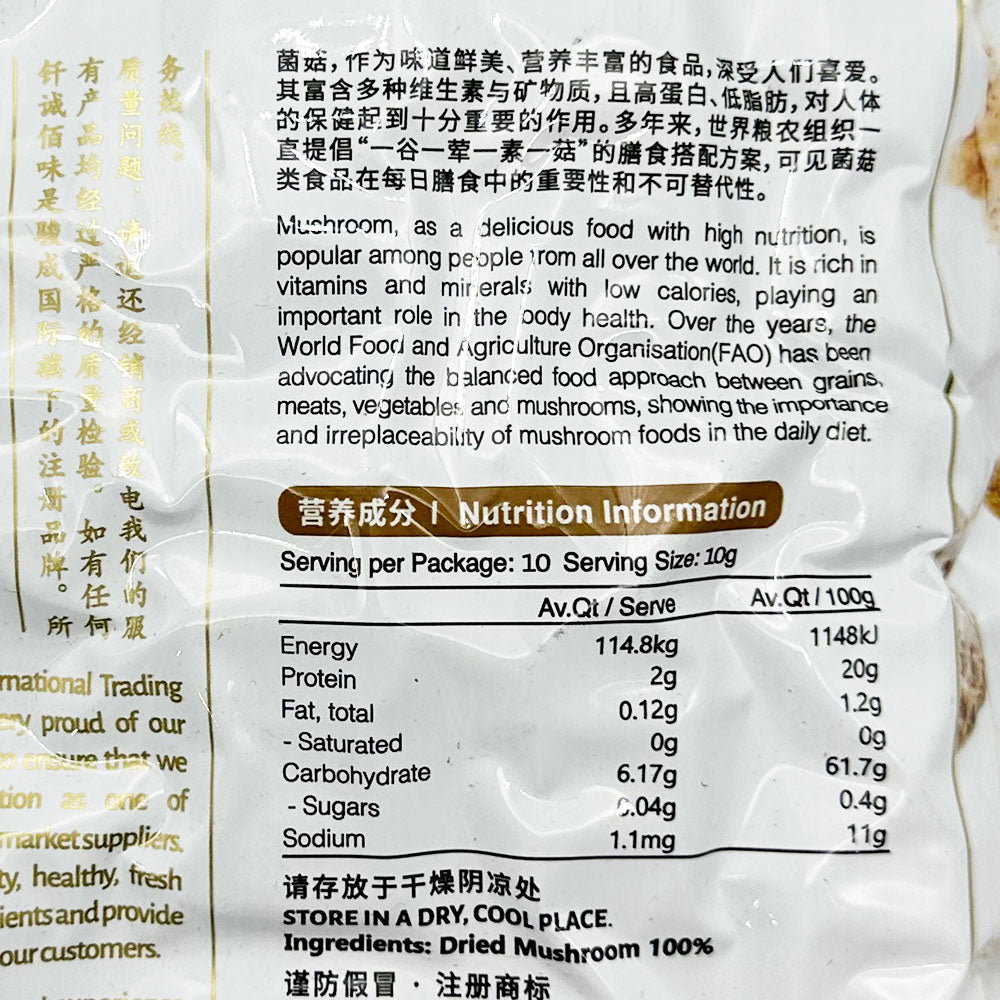 钎诚佰味是骏成国际旗下的注册品牌。所
有产品均经过严格的质量检验。如有任何
质量问题，请退还经销商或致电我们的服
务热线。
rnational Trading
ery proud of our
to ensure that we
tion as one of
market suppliers.
ty, healthy, fresh
ients and provide
our customers.
菌菇，作为味道鲜美、营养丰富的食品，深受人们喜爱。
其富含多种维生素与矿物质，且高蛋白、低脂肪，对人体
的保健起到十分重要的作用。多年来，世界粮农组织一
直提倡“一谷一荤一素一菇”的膳食搭配方案，可见菌菇
类食品在每日膳食中的重要性和不可替代性。
Mushroom, as a delicious food with high nutrition, is
popular among people from all over the world. It is rich in
vitamins and minerals with low calories, playing an
important role in the body health. Over the years, the
World Food and Agriculture Organisation(FAO) has been
advocating the balanced food approach between grains,
meats, vegetables and mushrooms, showing the importance
and irreplaceability of mushroom foods in the daily diet.
营养成分 | Nutrition Information
Serving per Package: 10 Serving Size: 10g
Av.Qt / Serve Av.Qt / 100g
Energy 114.8kg 1148kJ
Protein 2g 20g
Fat, total 0.12g 1.2g
- Saturated 0g 0g
Carbohydrate 6.17g 61.7g
- Sugars 0.04g 0.4g
Sodium 1.1mg 11g
请存放于干燥阴凉处
STORE IN A DRY, COOL PLACE.
Ingredients: Dried Mushroom 100%
谨防假冒 · 注册商标